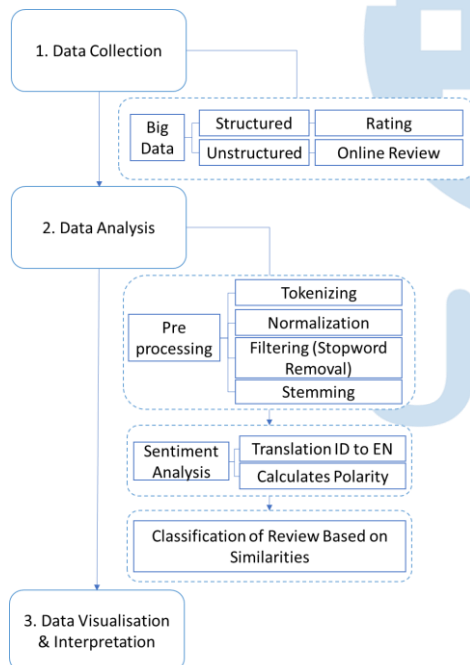 1. Data Collection
Big
Data
Structured
Rating
Unstructured
Online Review
2. Data Analysis
Pre
processing
Tokenizing
Normalization
Filtering (Stopword
Removal)
Stemming
Sentiment
Analysis
Translation ID to EN
Calculates Polarity
Classification of Review Based on
Similarities
3. Data Visualisation
& Interpretation